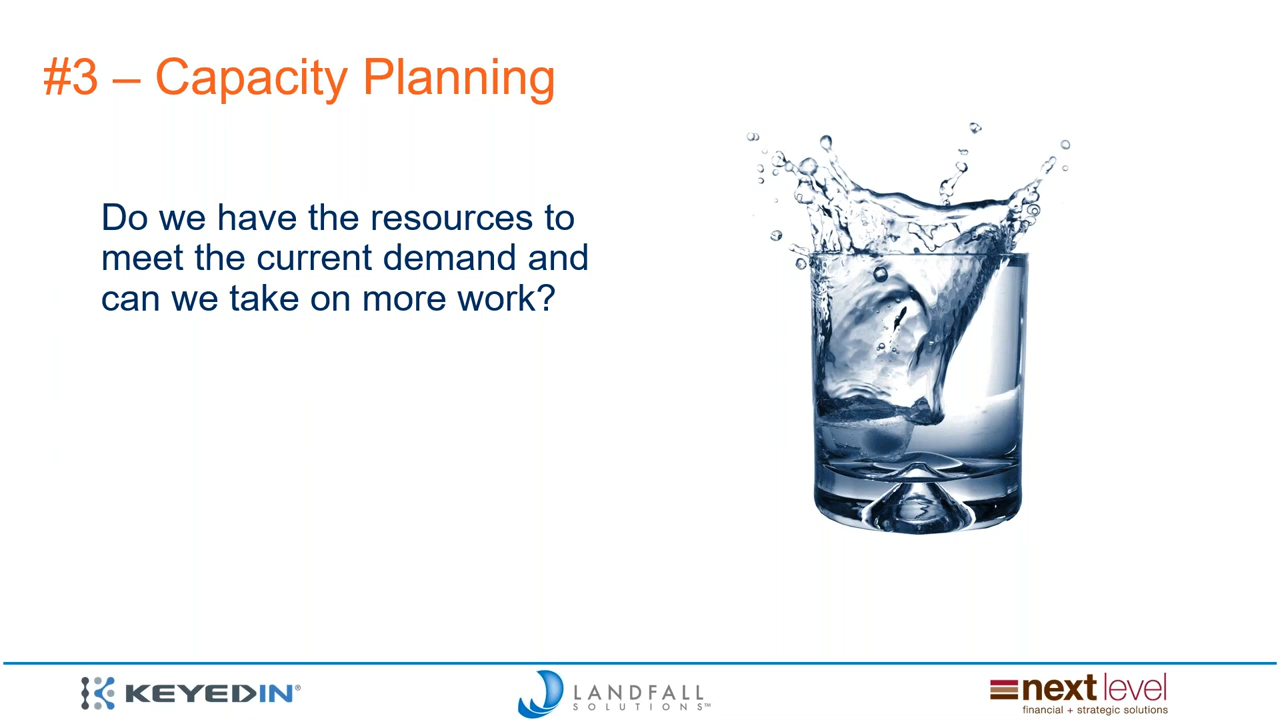 #3 – Capacity Planning
Do we have the resources to
meet the current demand and
can we take on more work?
KEYEDIN®
LANDFALL
SOLUTIONS™
next level
financial + strategic solutions